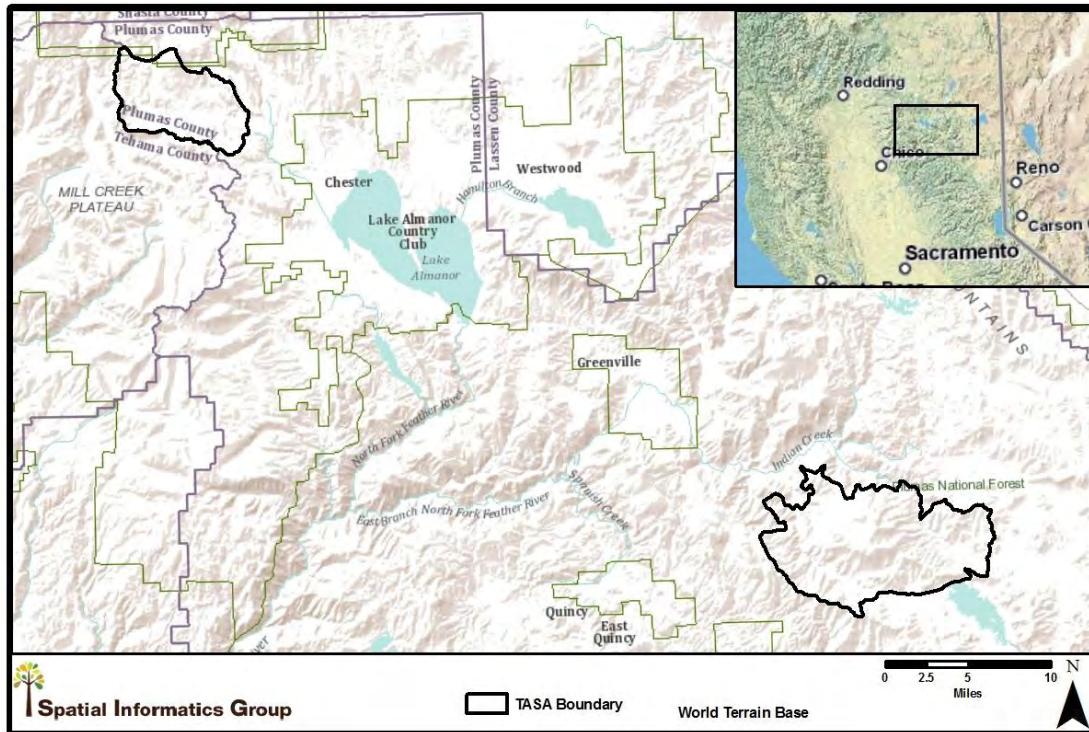 Shasta County
Plumas County
Plumas County
Tehama County
MILL CREEK
PLATEAU
Chester
Lake Almanor
Country
Club
Lake
Almanor
Hamilton Branch
Westwood
Plumas County
Lassen County
Greenville
North Fork Feather River
East Branch North Fork Feather River
Spanish Creek
Indian Creek
Plumas National Forest
Quincy
East
Quincy
Redding
Chico
Reno
Carson
Sacramento
Spatial Informatics Group
TASA Boundary
World Terrain Base
0 2.5 5 10
Miles
N